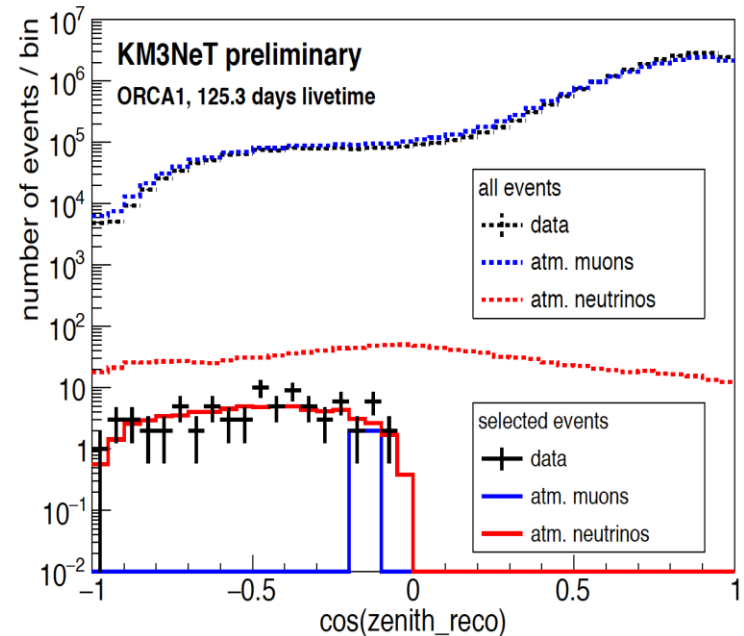 KM3NeT preliminary
ORCA1, 125.3 days livetime
number of events / bin
10^7
10^6
10^5
10^4
10^3
10^2
10
1
10^-1
10^-2
all events
data
atm. muons
atm. neutrinos
selected events
data
atm. muons
atm. neutrinos
-1
-0.5
0
0.5
1
cos(zenith_reco)